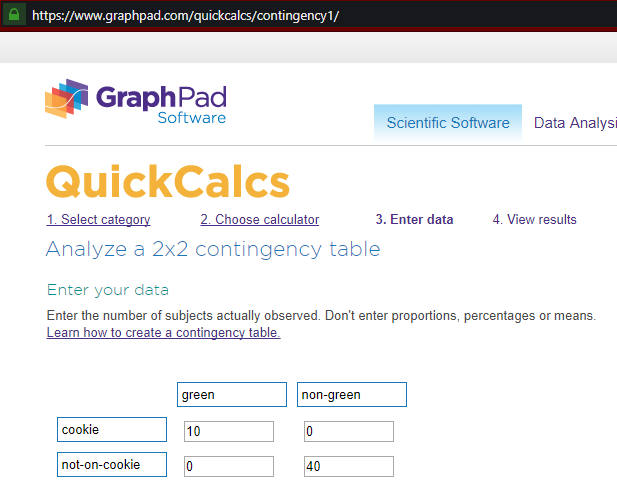 https://www.graphpad.com/quickcalcs/contingency1/
GraphPad
Software
Scientific Software Data Analysi
QuickCalcs
1. Select category 2. Choose calculator 3. Enter data 4. View results
Analyze a 2x2 contingency table
Enter your data
Enter the number of subjects actually observed. Don't enter proportions, percentages or means.
Learn how to create a contingency table.
green non-green
cookie 10 0
not-on-cookie 0 40